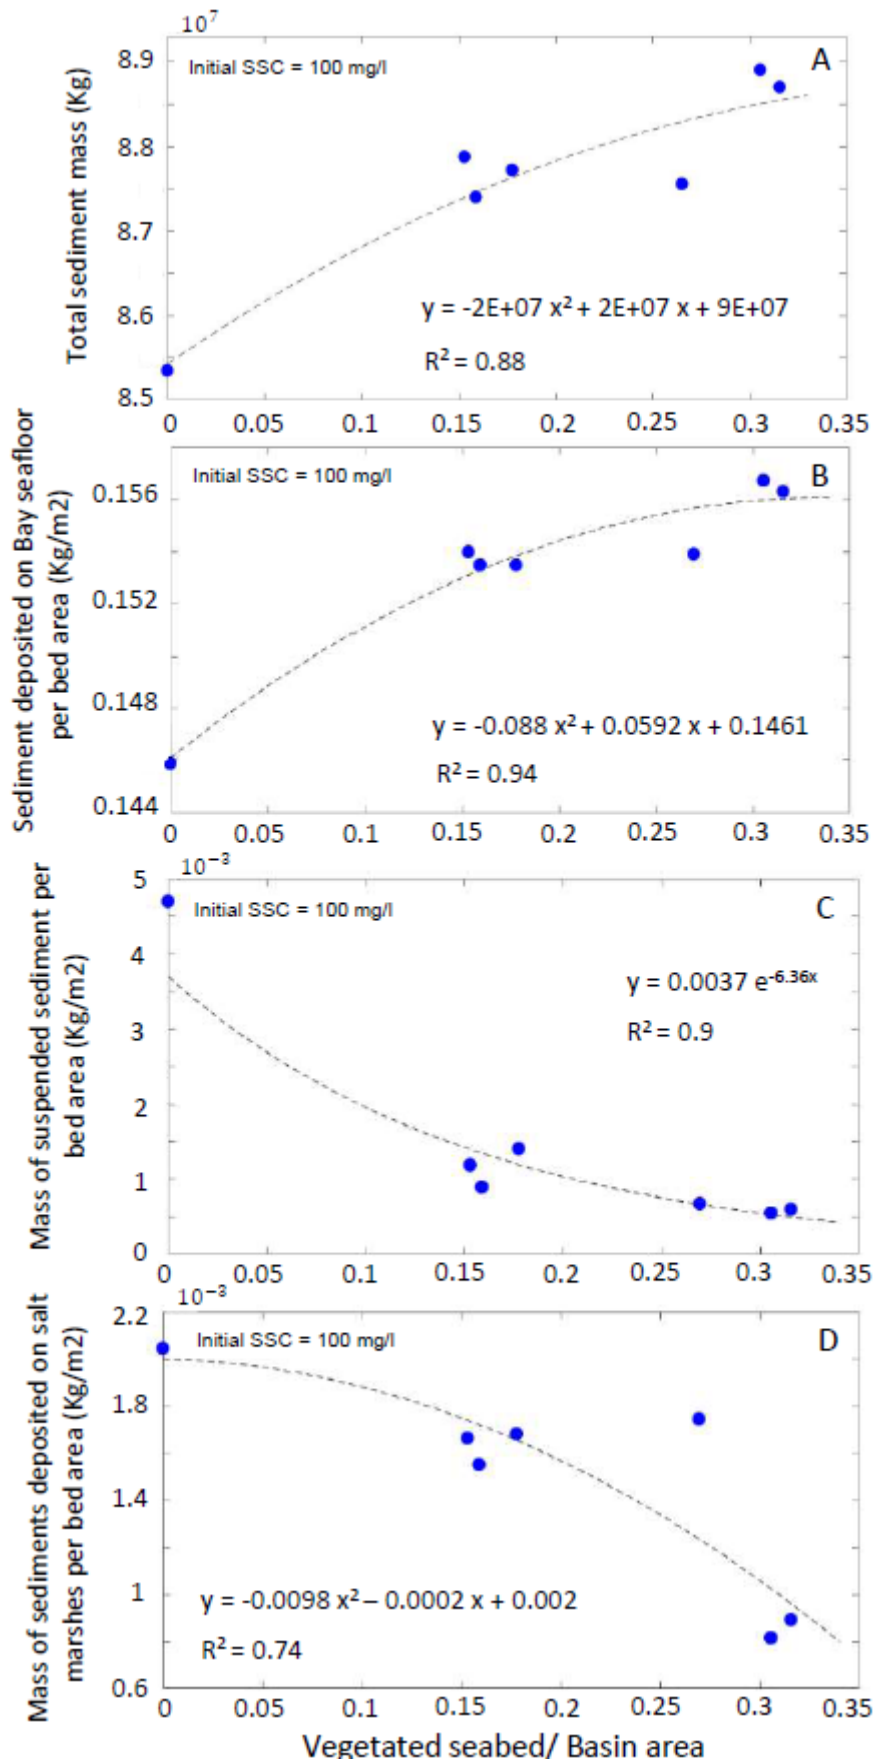 10⁷
Total sediment mass (Kg)
8.9
8.8
8.7
8.6
8.5
Initial SSC = 100 mg/l
A
y = -2E+07 x² + 2E+07 x + 9E+07
R² = 0.88
0 0.05 0.1 0.15 0.2 0.25 0.3 0.35
Sediment deposited on Bay seafloor
per bed area (Kg/m2)
0.156
0.152
0.148
0.144
Initial SSC = 100 mg/l
B
y = -0.088 x² + 0.0592 x + 0.1461
R² = 0.94
0 0.05 0.1 0.15 0.2 0.25 0.3 0.35
10⁻³
Mass of suspended sediment per
bed area (Kg/m2)
5
4
3
2
1
0
Initial SSC = 100 mg/l
C
y = 0.0037 e⁻⁶·³⁶ˣ
R² = 0.9
0 0.05 0.1 0.15 0.2 0.25 0.3 0.35
10⁻³
Mass of sediments deposited on salt
marshes per bed area (Kg/m2)
2.2
1.8
1.4
1
0.6
Initial SSC = 100 mg/l
D
y = -0.0098 x² – 0.0002 x + 0.002
R² = 0.74
0 0.05 0.1 0.15 0.2 0.25 0.3 0.35
Vegetated seabed/ Basin area